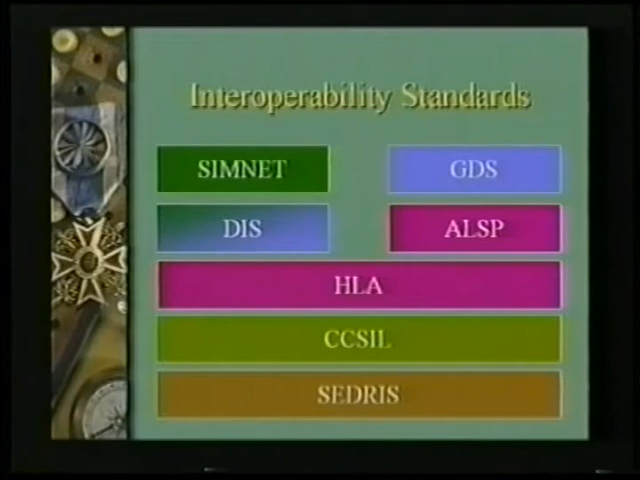 Interoperability Standards
SIMNET
GDS
DIS
ALSP
HLA
CCSIL
SEDRIS